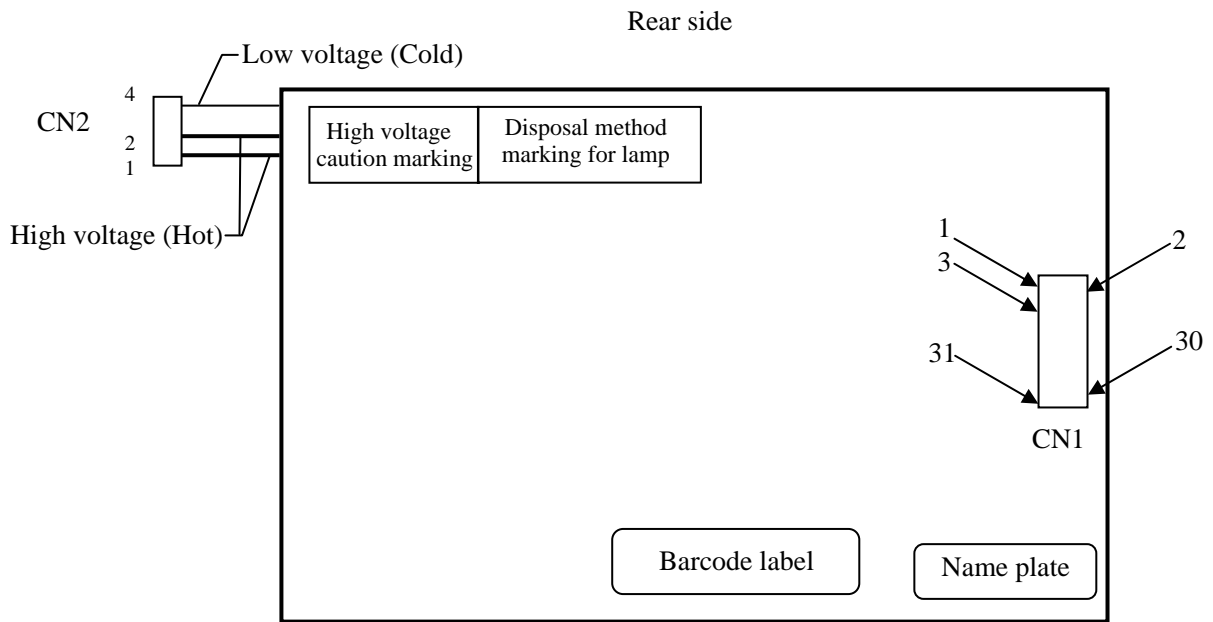 Rear side
Low voltage (Cold)
4
CN2
2
1
High voltage
caution marking
Disposal method
marking for lamp
High voltage (Hot)
1
2
3
31
30
CN1
Barcode label
Name plate